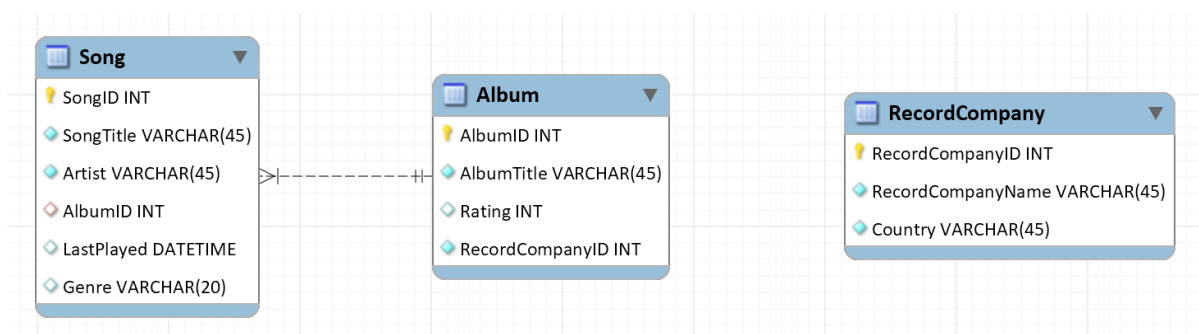 Song
SongID INT
SongTitle VARCHAR(45)
Artist VARCHAR(45)
AlbumID INT
LastPlayed DATETIME
Genre VARCHAR(20)
Album
AlbumID INT
AlbumTitle VARCHAR(45)
Rating INT
RecordCompanyID INT
RecordCompany
RecordCompanyID INT
RecordCompanyName VARCHAR(45)
Country VARCHAR(45)